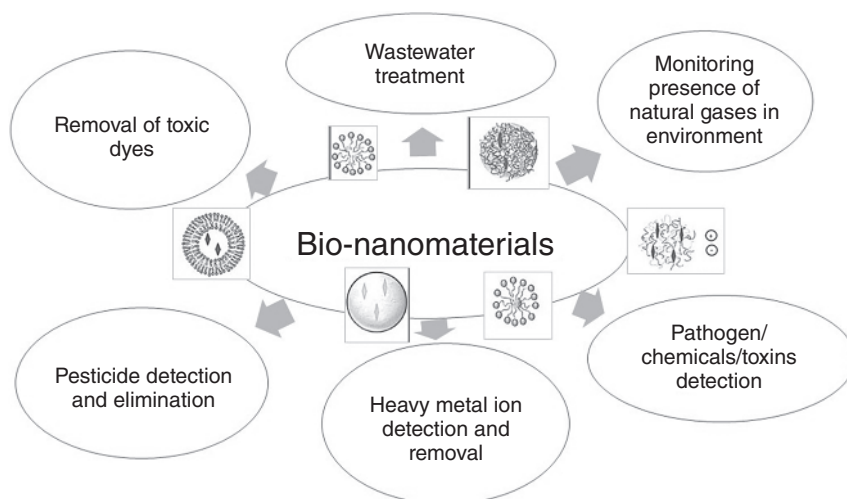 Wastewater
treatment
Monitoring
presence of
natural gases in
environment
Removal of toxic
dyes
Bio-nanomaterials
+
-
Pesticide detection
and elimination
Heavy metal ion
detection and
removal
Pathogen/
chemicals/toxins
detection